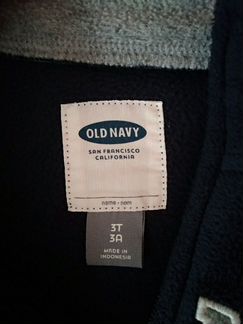 OLD NAVY
SAN FRANCISCO
CALIFORNIA
name • nom
3T
3A
MADE IN
INDONESIA